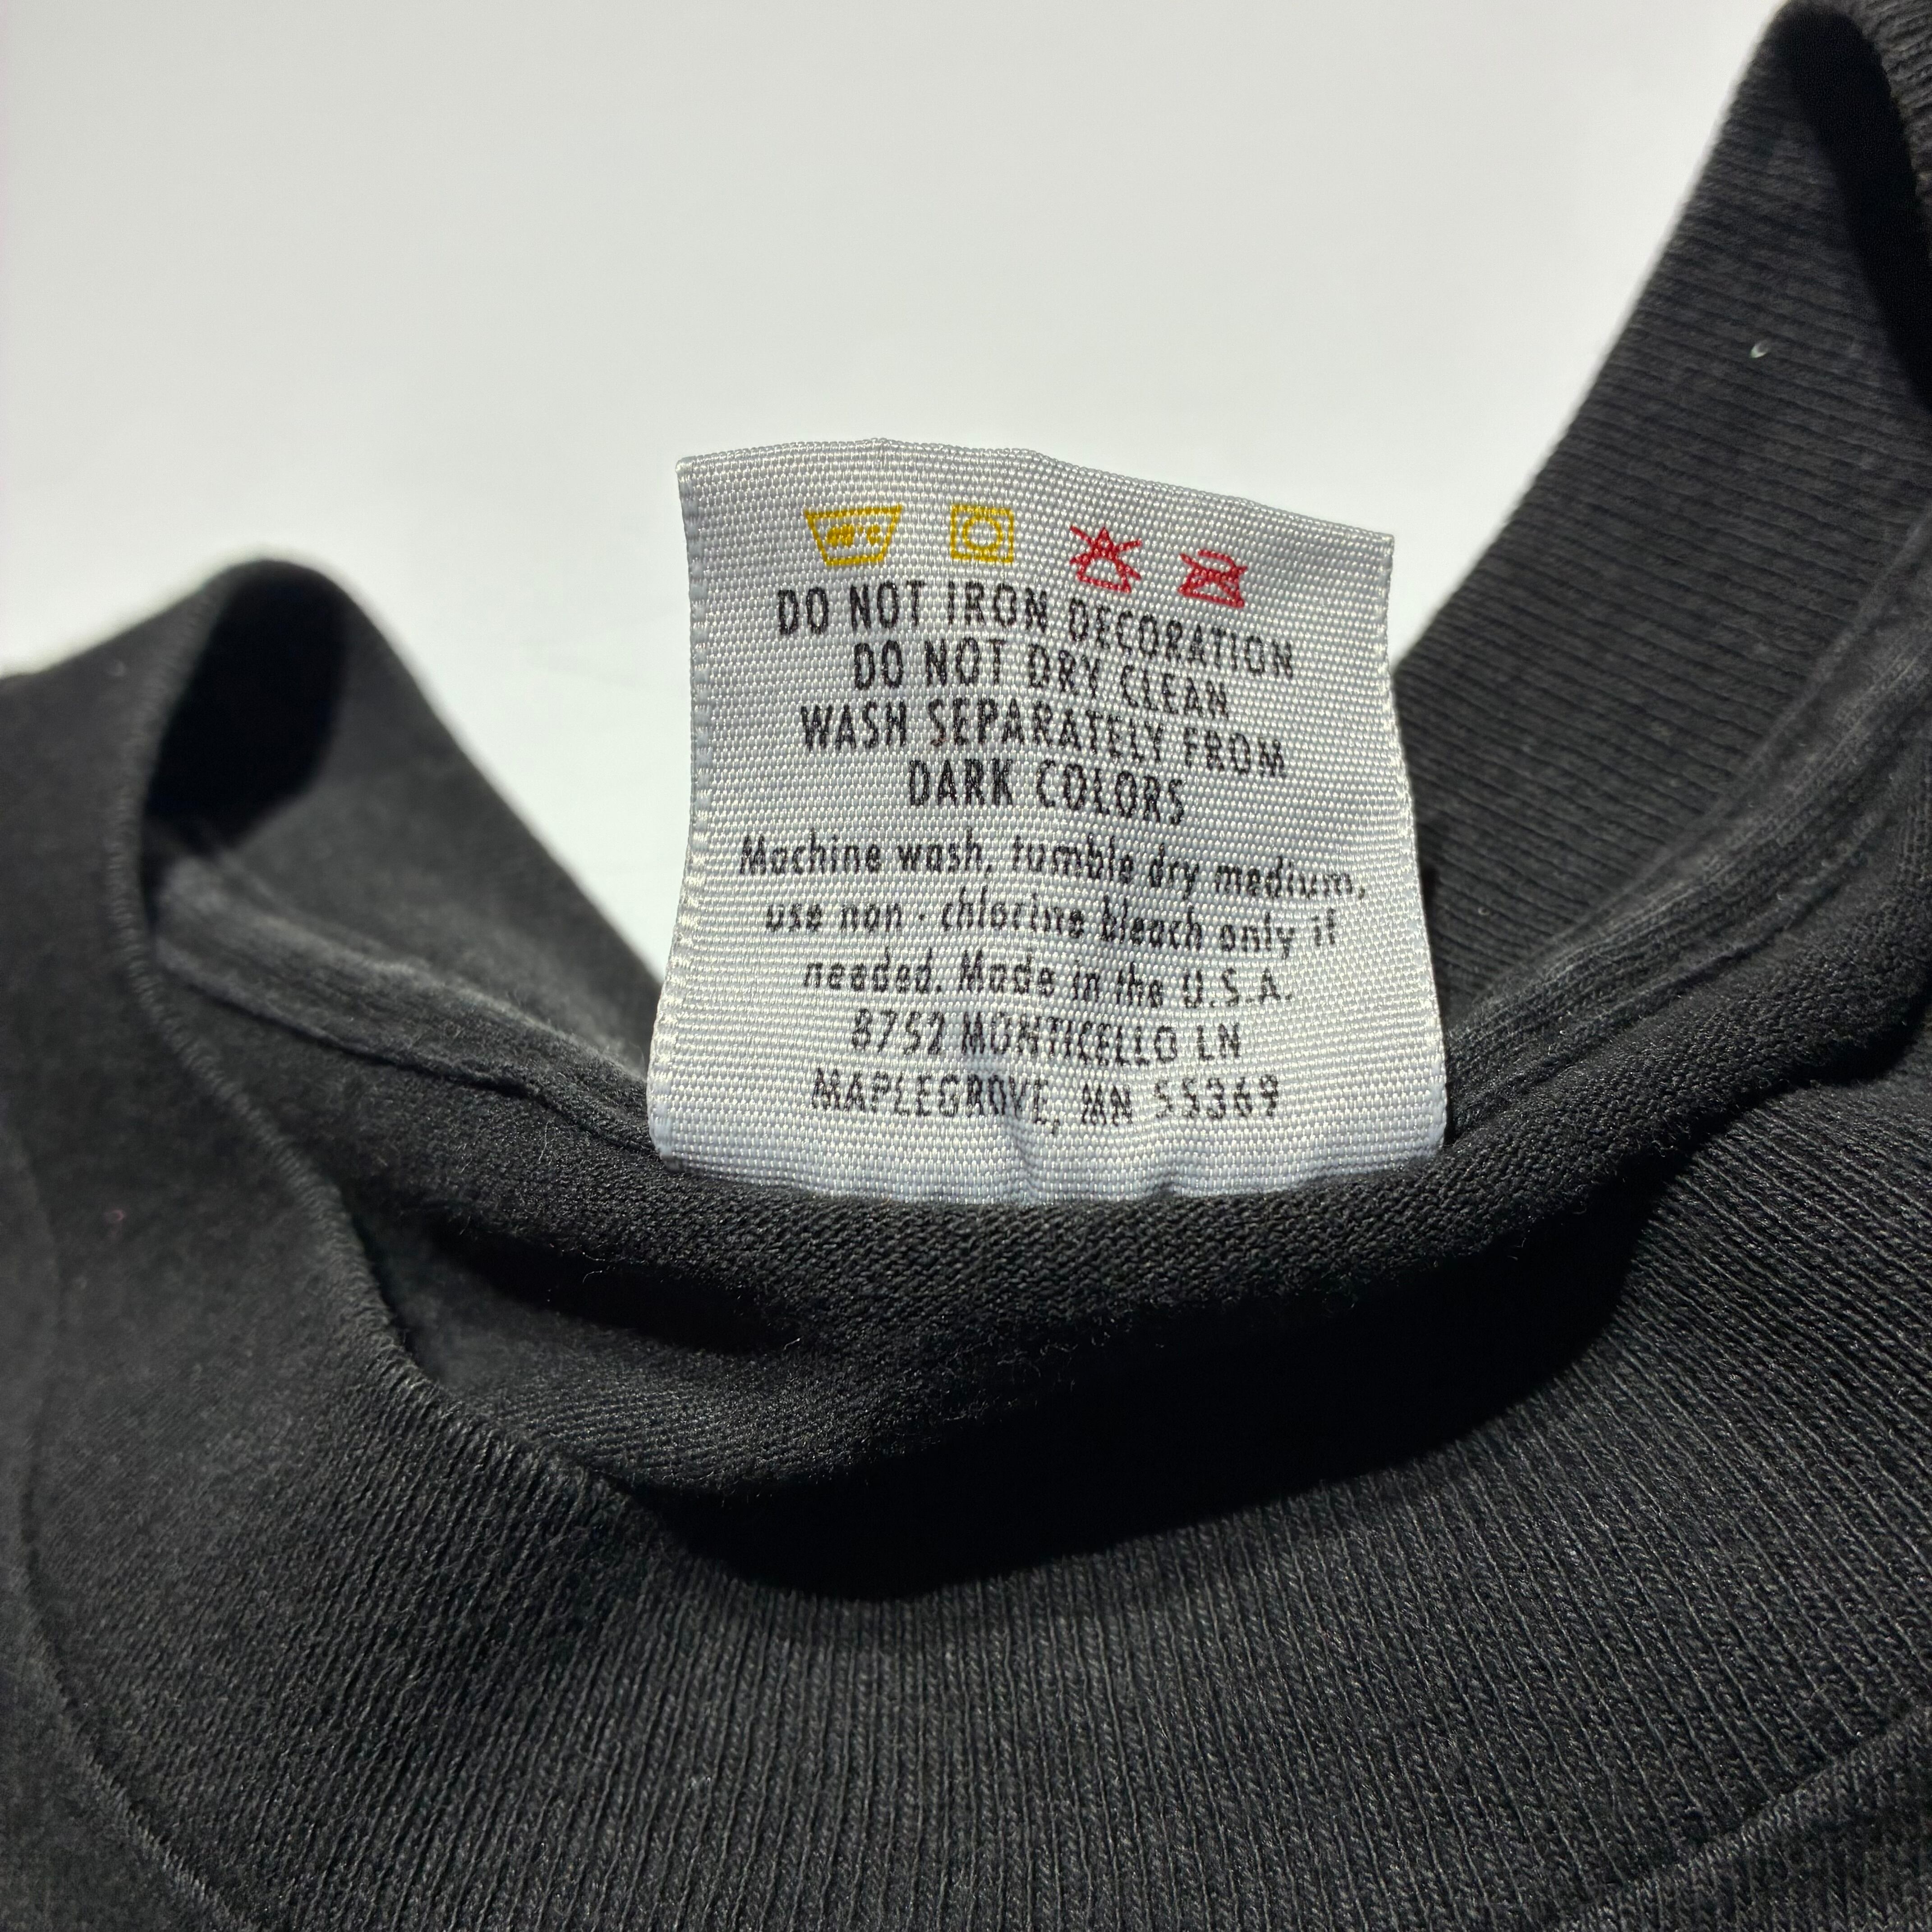 DO NOT IRON DECORATION
DO NOT DRY CLEAN
WASH SEPARATELY FROM
DARK COLORS
Machine wash, tumble dry medium,
use non - chlorine bleach only if
needed. Made in the U.S.A.
8752 MONTICELLO LN
MAPLEGROVE, MN 55369